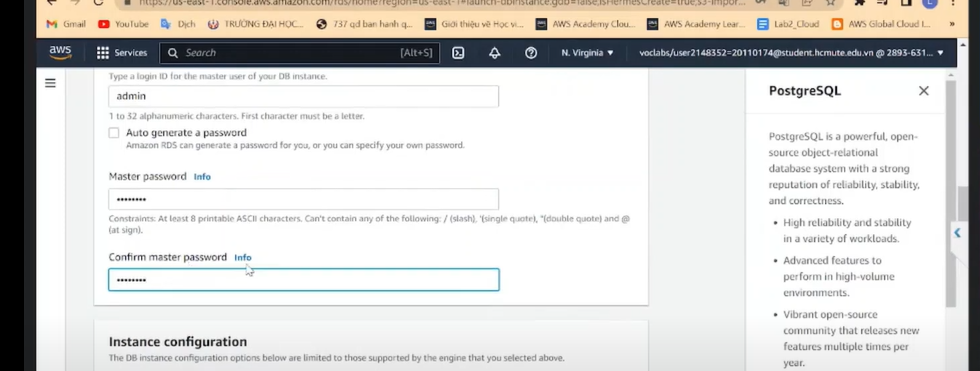 https://us-east-1.console.aws.amazon.com/rds/home?region=us-east-1
Gmail YouTube Dịch TRƯỜNG ĐẠI HỌC... 737 qd ban hanh q... Giới thiệu về Học vi... AWS Academy Clou... AWS Academy Lear... Lab2_Cloud AWS Global Cloud I... »
aws Services Search [Alt+S] N. Virginia voclabs/user2148352=20110174@student.hcmute.edu.vn @ 2893-631...
Type a login ID for the master user of your DB instance.
admin
1 to 32 alphanumeric characters. First character must be a letter.
Auto generate a password
Amazon RDS can generate a password for you, or you can specify your own password.
Master password Info
••••••••
Constraints: At least 8 printable ASCII characters. Can't contain any of the following: / (slash), '(single quote), "(double quote) and @
(at sign).
Confirm master password Info
••••••••
Instance configuration
The DB instance configuration options below are limited to those supported by the engine that you selected above.
PostgreSQL
PostgreSQL is a powerful, open-
source object-relational
database system with a strong
reputation of reliability, stability,
and correctness.
• High reliability and stability
in a variety of workloads.
• Advanced features to
perform in high-volume
environments.
• Vibrant open-source
community that releases new
features multiple times per
year.